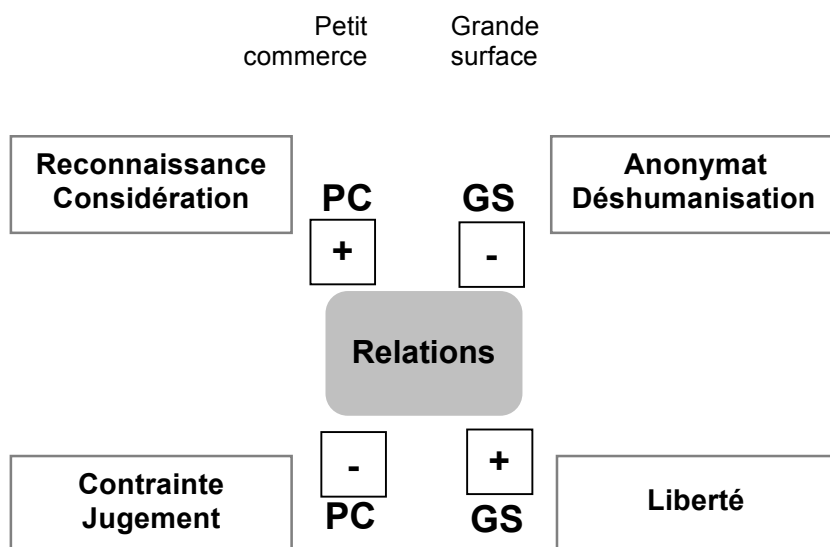 Petit
commerce
Grande
surface
Reconnaissance
Considération
PC
+
GS
-
Anonymat
Déshumanisation
Relations
Contrainte
Jugement
-
PC
+
GS
Liberté